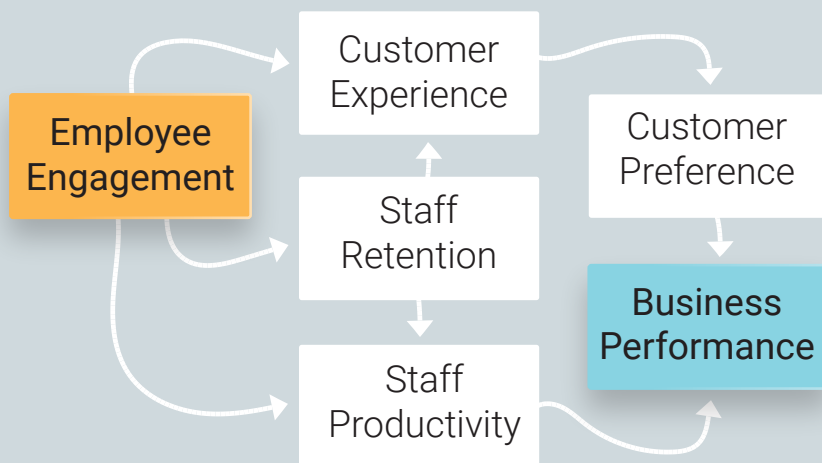 Customer
Experience
Employee
Engagement
Customer
Preference
Staff
Retention
Business
Performance
Staff
Productivity